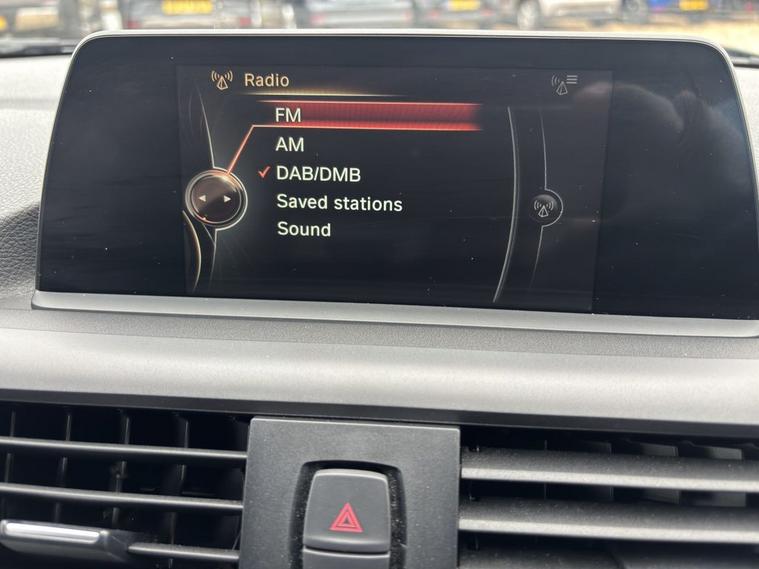 Radio
FM
AM
DAB/DMB
Saved stations
Sound